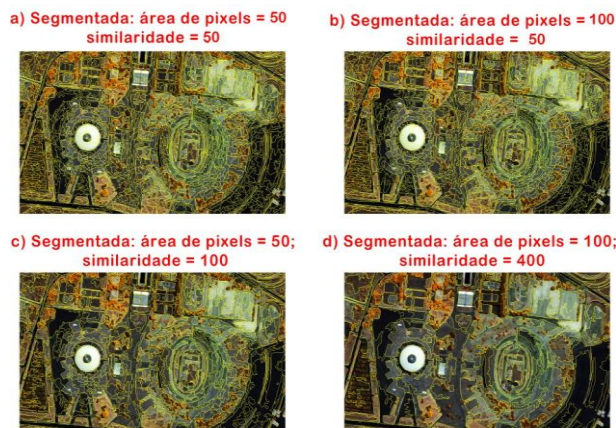 a) Segmentada: área de pixels = 50
similaridade = 50
b) Segmentada: área de pixels = 100
similaridade = 50
c) Segmentada: área de pixels = 50;
similaridade = 100
d) Segmentada: área de pixels = 100;
similaridade = 400